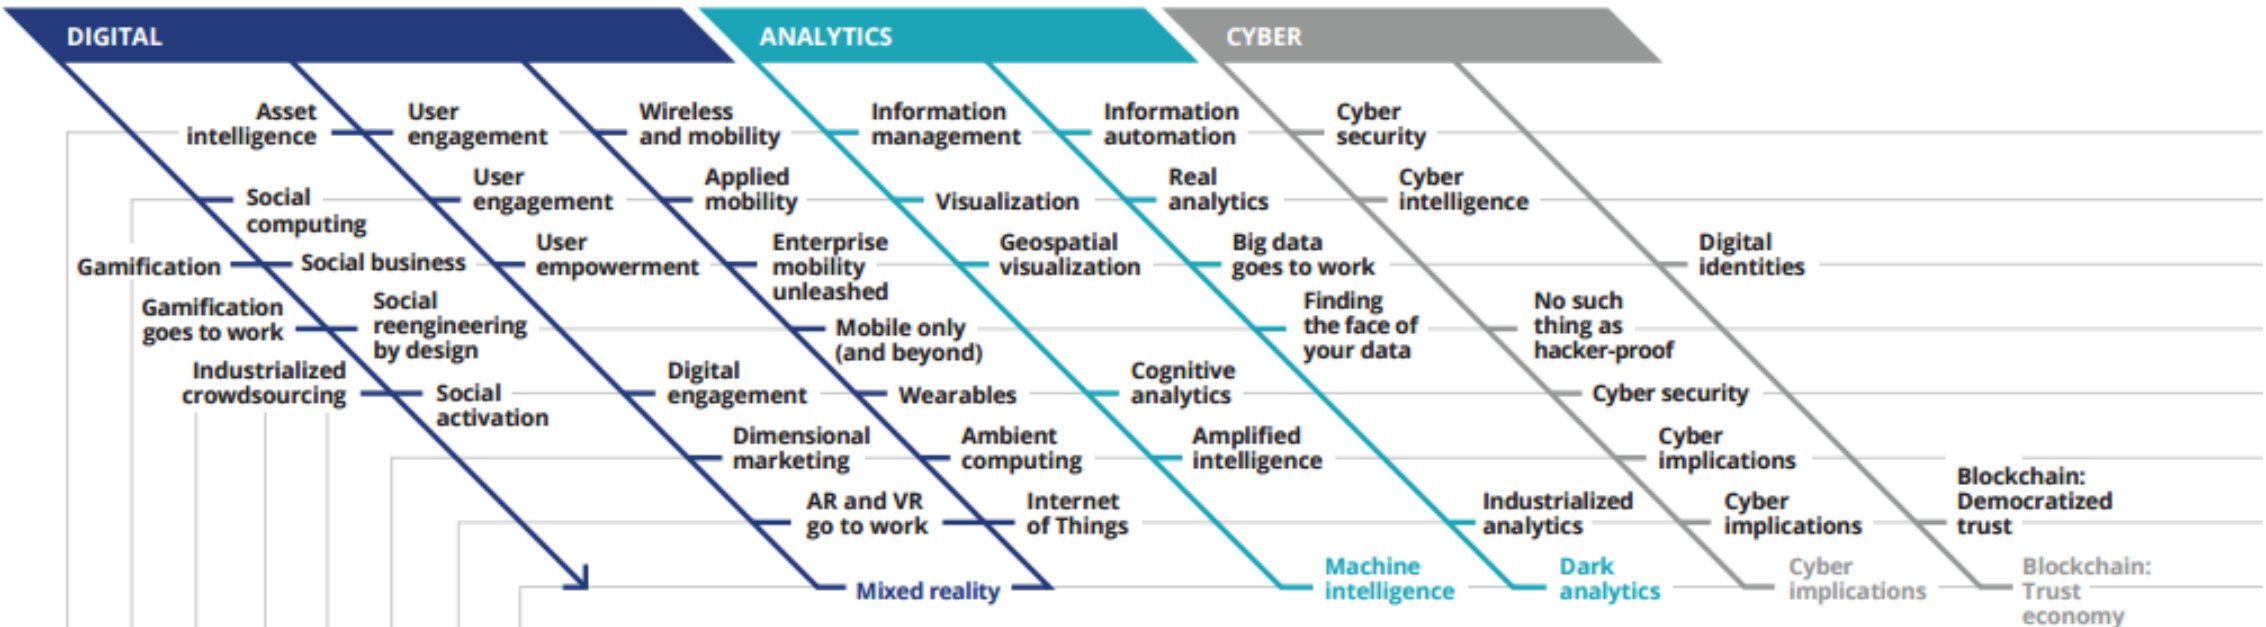 DIGITAL
ANALYTICS
CYBER
Asset
intelligence
User
engagement
Wireless
and mobility
Information
management
Information
automation
Cyber
security
Social
computing
User
engagement
Applied
mobility
Visualization
Real
analytics
Cyber
intelligence
Gamification
Social business
User
empowerment
Enterprise
mobility
unleashed
Geospatial
visualization
Big data
goes to work
Digital
identities
Gamification
goes to work
Social
reengineering
by design
Mobile only
(and beyond)
Finding
the face of
your data
No such
thing as
hacker-proof
Industrialized
crowdsourcing
Social
activation
Digital
engagement
Wearables
Cognitive
analytics
Cyber security
Dimensional
marketing
Ambient
computing
Amplified
intelligence
Cyber
implications
AR and VR
go to work
Internet
of Things
Industrialized
analytics
Cyber
implications
Blockchain:
Democratized
trust
Mixed reality
Machine
intelligence
Dark
analytics
Cyber
implications
Blockchain:
Trust
economy